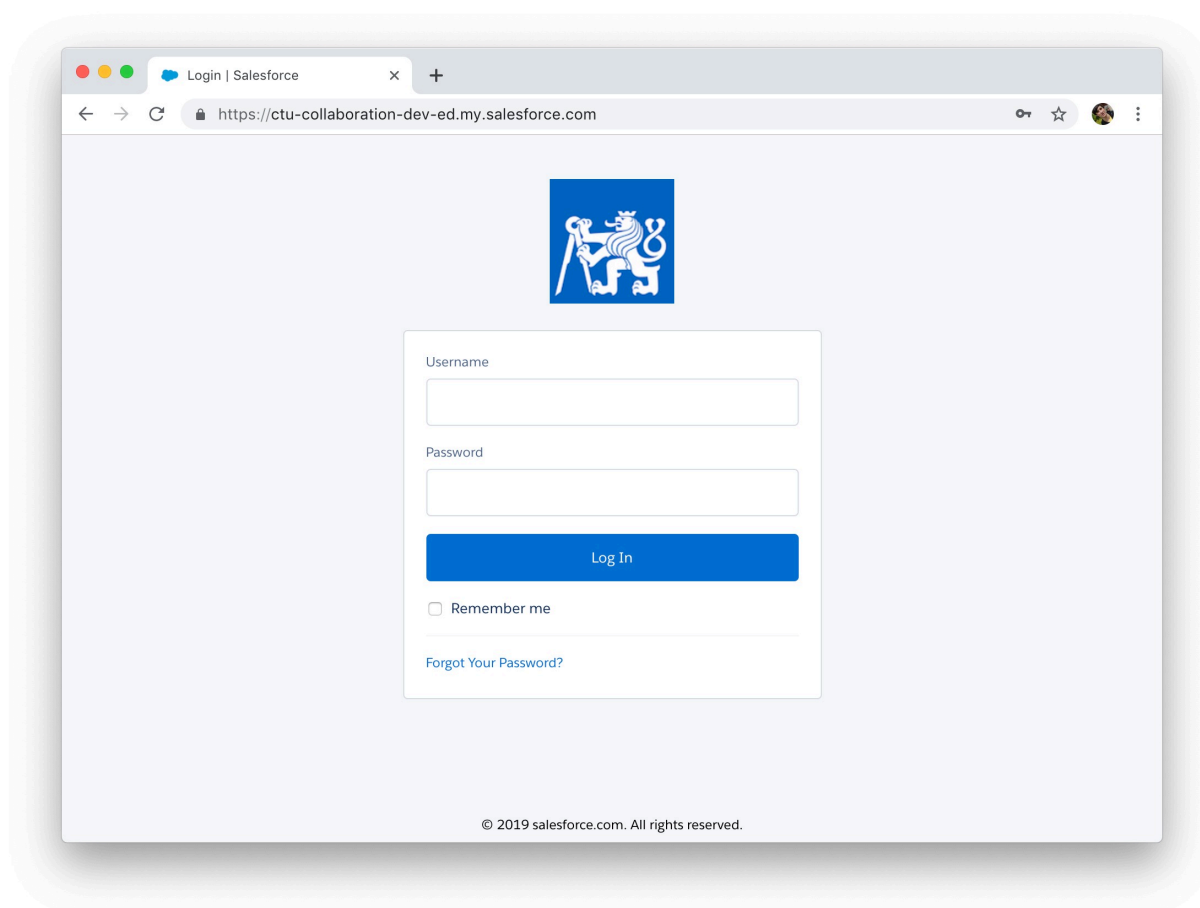 Login | Salesforce
https://ctu-collaboration-dev-ed.my.salesforce.com
Username
Password
Log In
Remember me
Forgot Your Password?
© 2019 salesforce.com. All rights reserved.